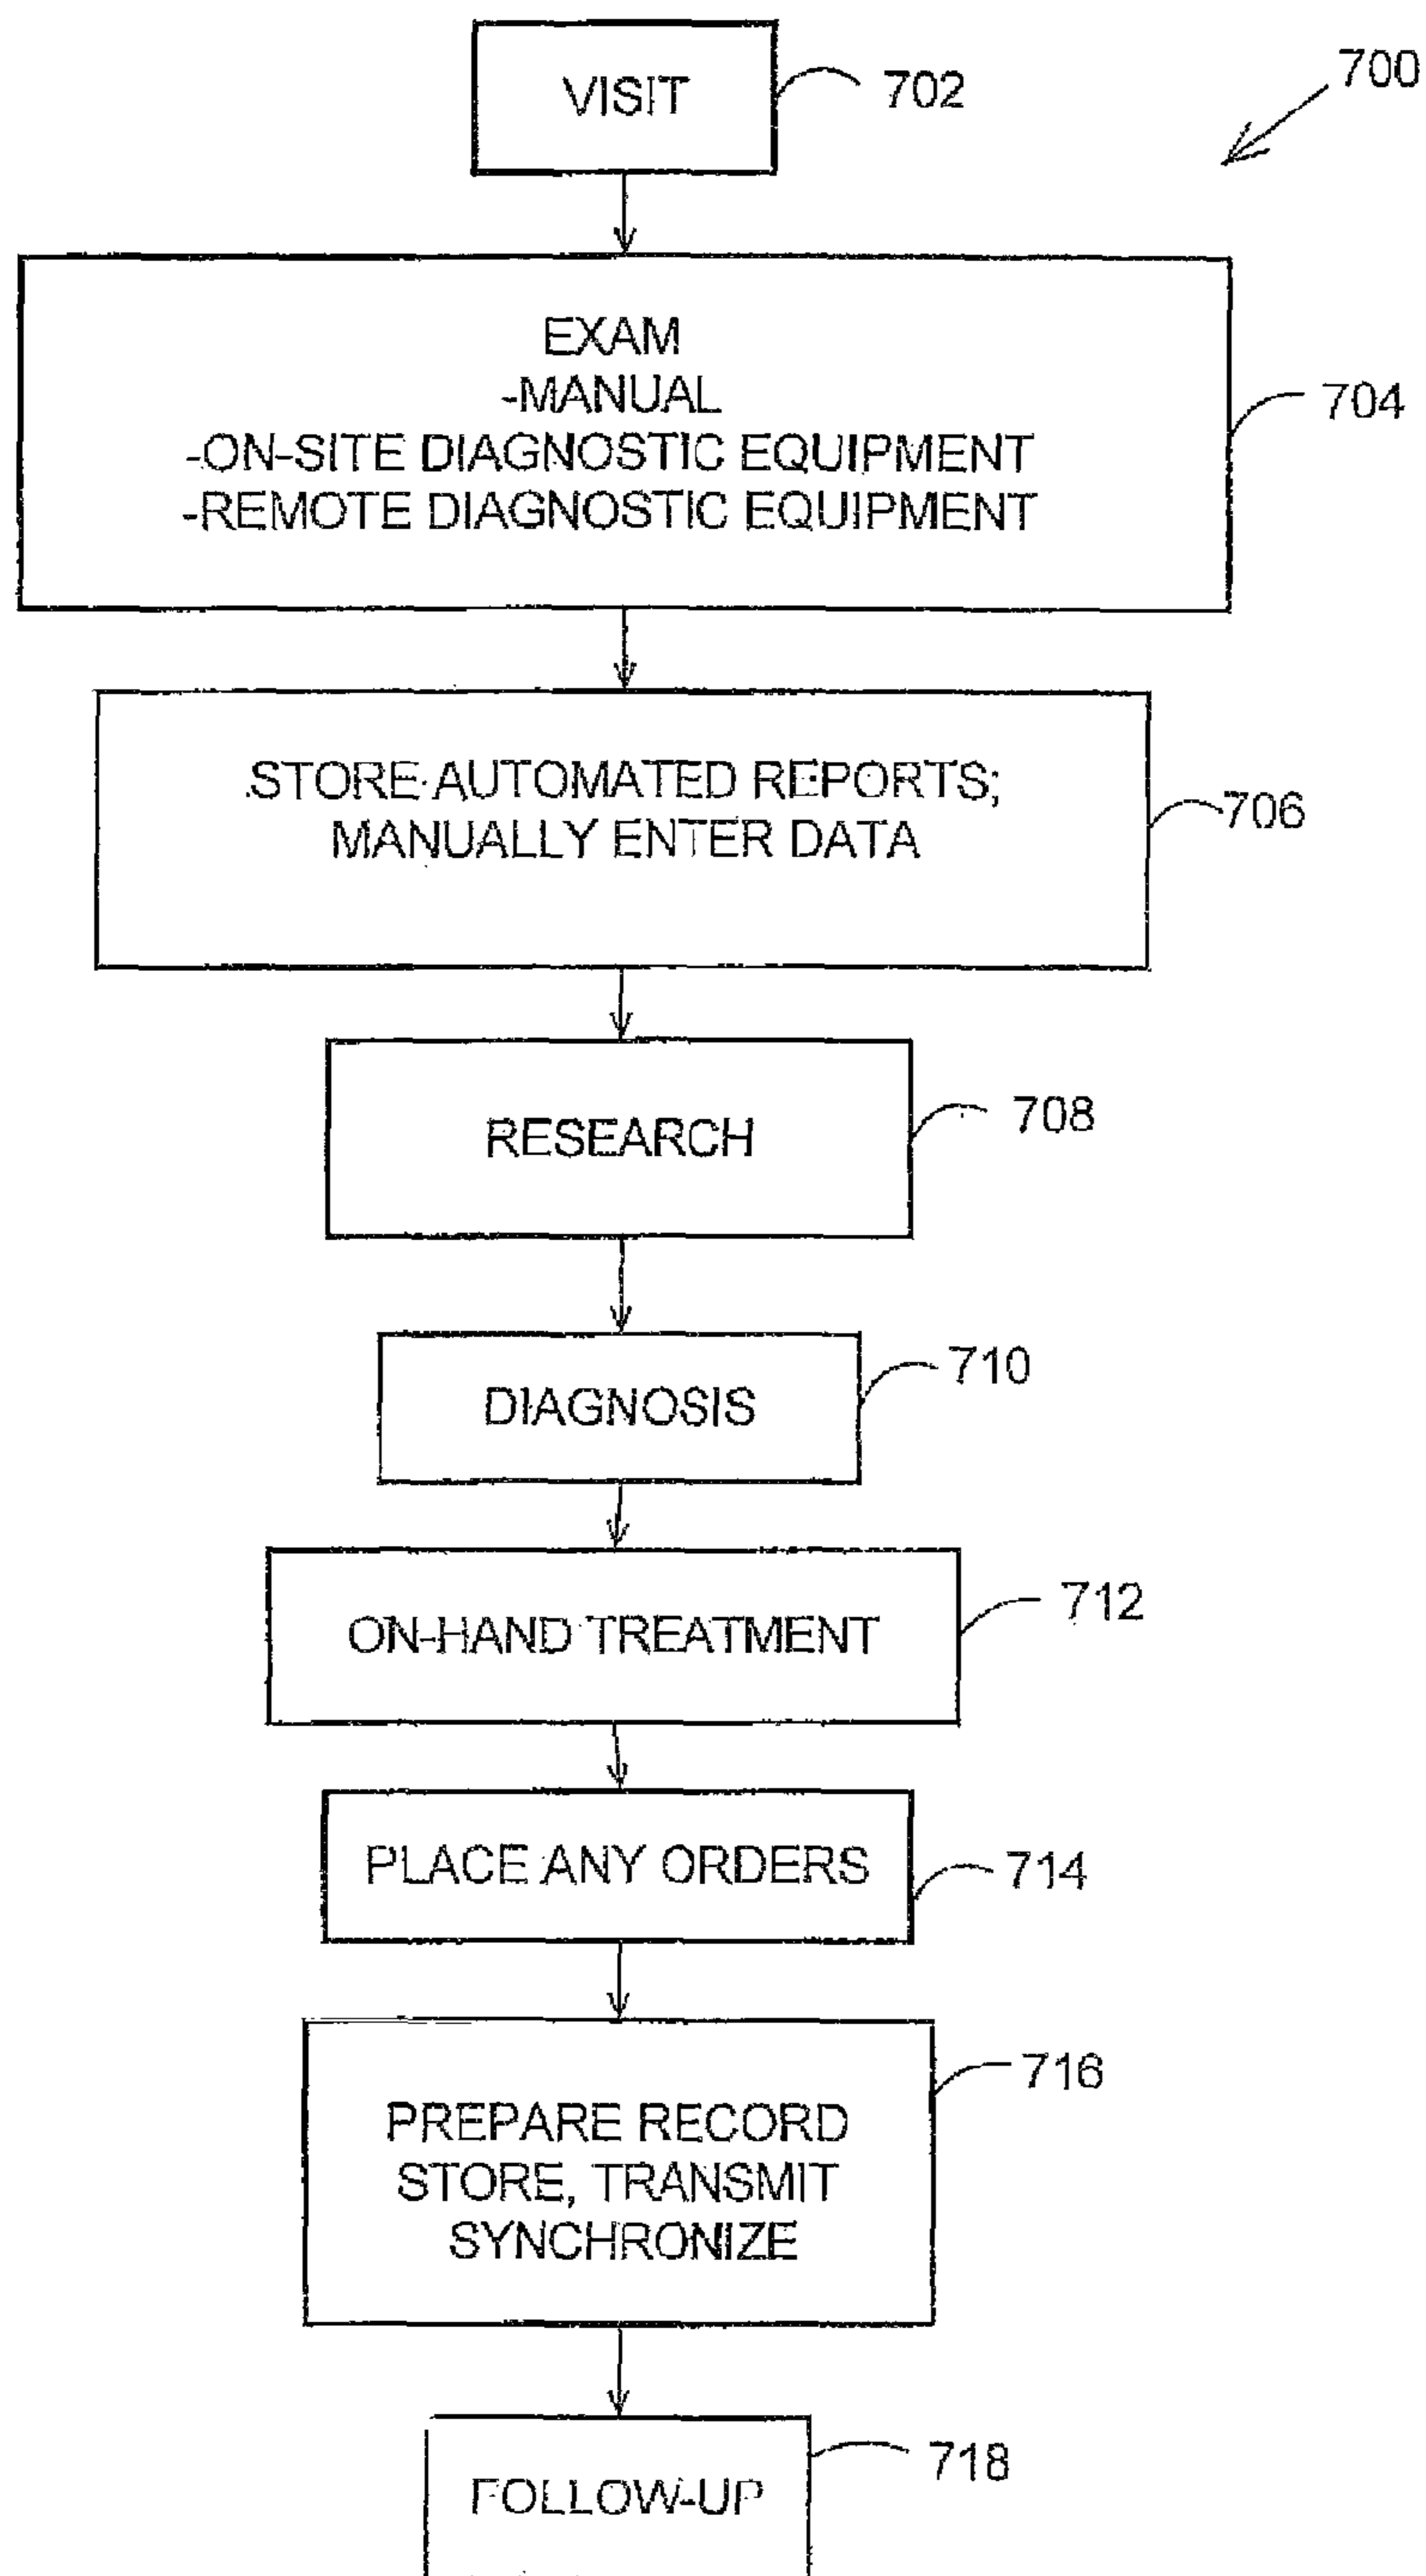 700
VISIT
702
EXAM
-MANUAL
-ON-SITE DIAGNOSTIC EQUIPMENT
-REMOTE DIAGNOSTIC EQUIPMENT
704
STORE AUTOMATED REPORTS;
MANUALLY ENTER DATA
706
RESEARCH
708
DIAGNOSIS
710
ON-HAND TREATMENT
712
PLACE ANY ORDERS
714
PREPARE RECORD
STORE, TRANSMIT
SYNCHRONIZE
716
FOLLOW-UP
718